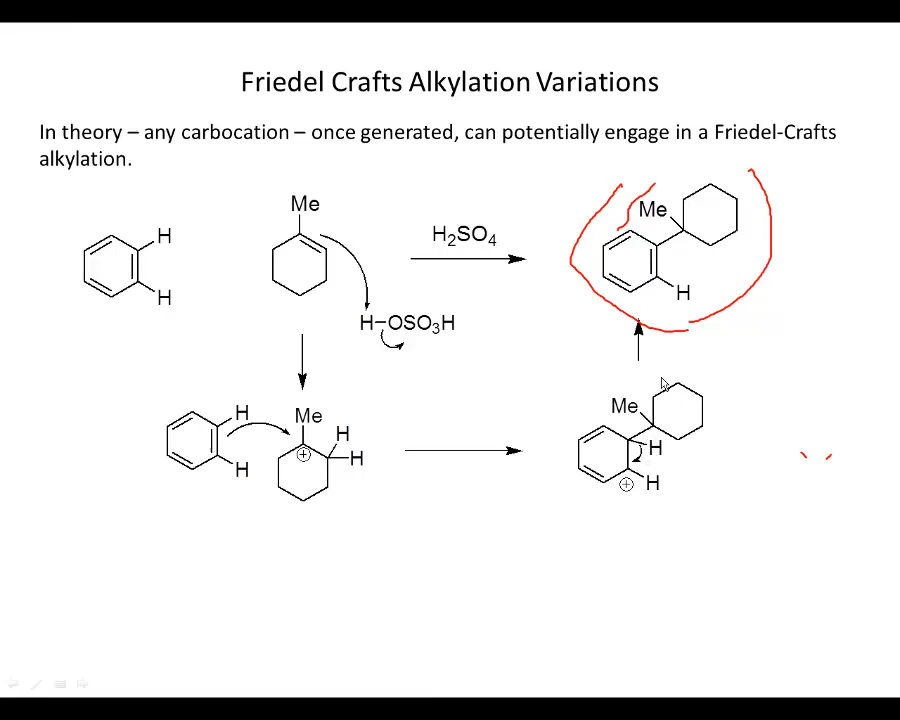 Friedel Crafts Alkylation Variations
In theory – any carbocation – once generated, can potentially engage in a Friedel-Crafts
alkylation.
Me
H
H
H₂SO₄
H–OSO₃H
Me
H
Me
H
H
H
H
⊕
Me
H
H
⊕